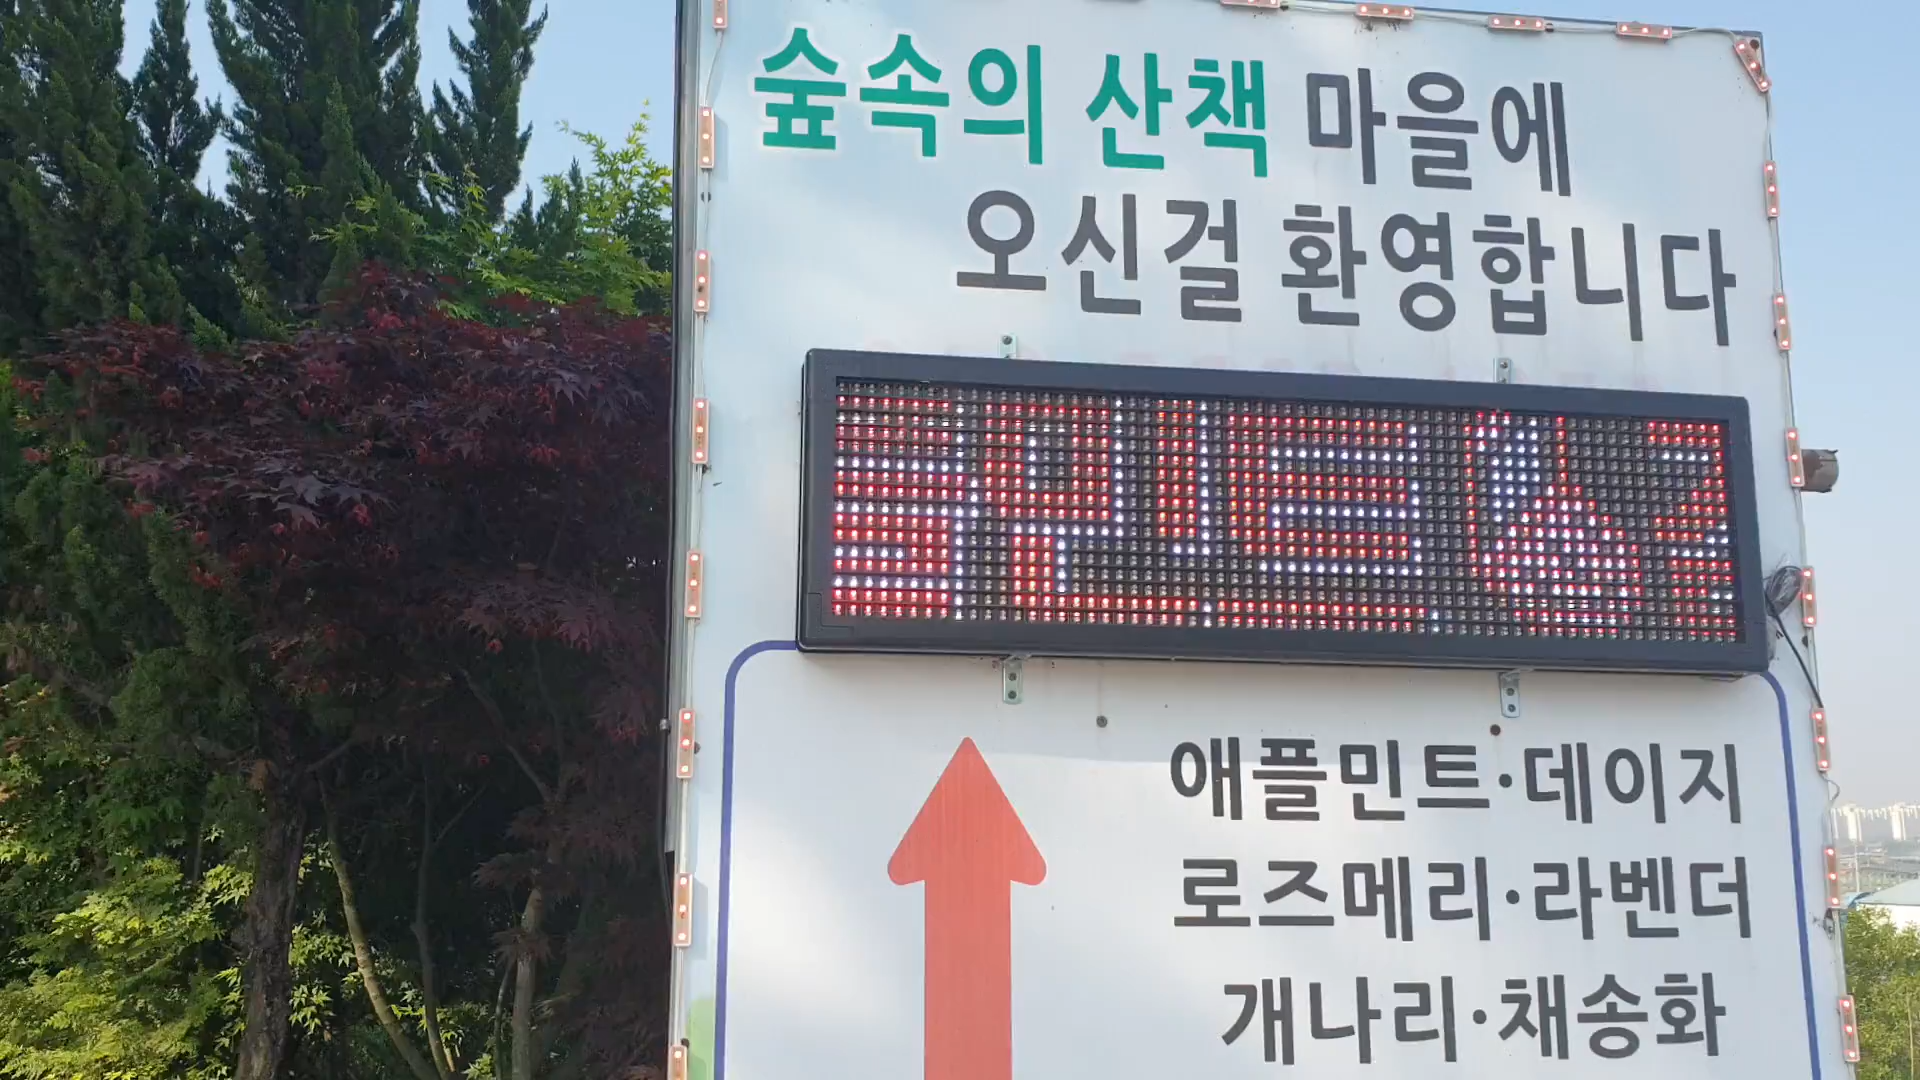 숲속의 산책 마을에
오신걸 환영합니다
애플민트·데이지
로즈메리·라벤더
개나리·채송화